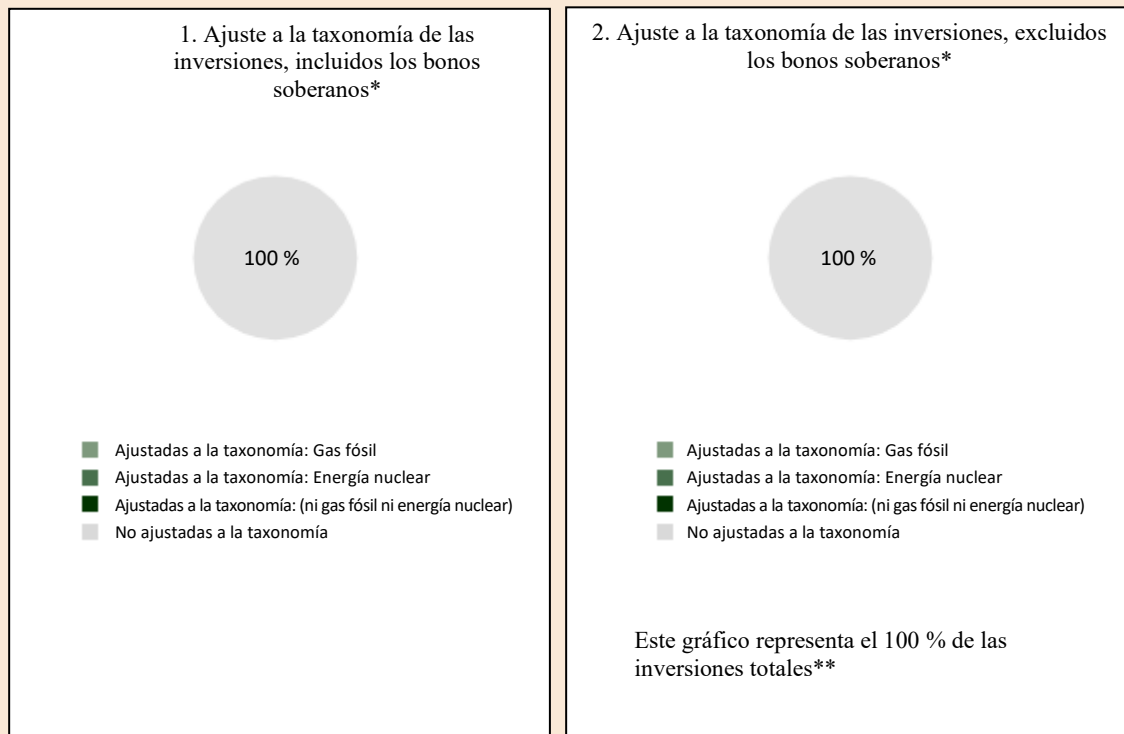 1. Ajuste a la taxonomía de las
inversiones, incluidos los bonos
soberanos*
100 %
Ajustadas a la taxonomía: Gas fósil
Ajustadas a la taxonomía: Energía nuclear
Ajustadas a la taxonomía: (ni gas fósil ni energía nuclear)
No ajustadas a la taxonomía
2. Ajuste a la taxonomía de las inversiones, excluidos
los bonos soberanos*
100 %
Ajustadas a la taxonomía: Gas fósil
Ajustadas a la taxonomía: Energía nuclear
Ajustadas a la taxonomía: (ni gas fósil ni energía nuclear)
No ajustadas a la taxonomía
Este gráfico representa el 100 % de las
inversiones totales**